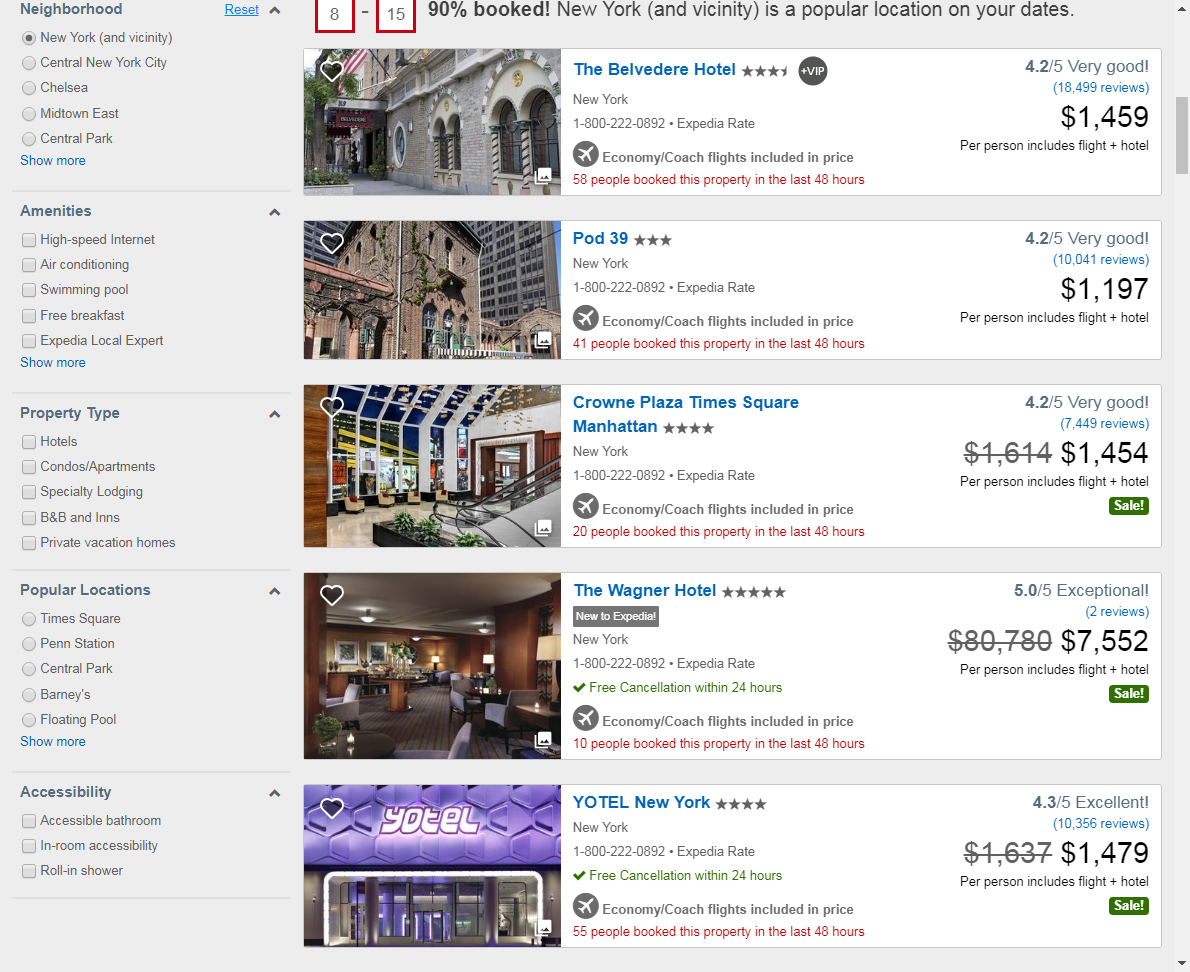 Neighborhood Reset
New York (and vicinity)
Central New York City
Chelsea
Midtown East
Central Park
Show more
Amenities
High-speed Internet
Air conditioning
Swimming pool
Free breakfast
Expedia Local Expert
Show more
Property Type
Hotels
Condos/Apartments
Specialty Lodging
B&B and Inns
Private vacation homes
Popular Locations
Times Square
Penn Station
Central Park
Barney's
Floating Pool
Show more
Accessibility
Accessible bathroom
In-room accessibility
Roll-in shower
8 - 15 90% booked! New York (and vicinity) is a popular location on your dates.
BELVEDERE
The Belvedere Hotel +VIP
New York
1-800-222-0892 • Expedia Rate
Economy/Coach flights included in price
58 people booked this property in the last 48 hours
4.2/5 Very good!
(18,499 reviews)
$1,459
Per person includes flight + hotel
Pod 39
New York
1-800-222-0892 • Expedia Rate
Economy/Coach flights included in price
41 people booked this property in the last 48 hours
4.2/5 Very good!
(10,041 reviews)
$1,197
Per person includes flight + hotel
Crowne Plaza Times Square
Manhattan
New York
1-800-222-0892 • Expedia Rate
Economy/Coach flights included in price
20 people booked this property in the last 48 hours
4.2/5 Very good!
(7,449 reviews)
$1,614 $1,454
Per person includes flight + hotel
Sale!
The Wagner Hotel
New to Expedia!
New York
1-800-222-0892 • Expedia Rate
Free Cancellation within 24 hours
Economy/Coach flights included in price
10 people booked this property in the last 48 hours
5.0/5 Exceptional!
(2 reviews)
$80,780 $7,552
Per person includes flight + hotel
Sale!
YOTEL
YOTEL New York
New York
1-800-222-0892 • Expedia Rate
Free Cancellation within 24 hours
Economy/Coach flights included in price
55 people booked this property in the last 48 hours
4.3/5 Excellent!
(10,356 reviews)
$1,637 $1,479
Per person includes flight + hotel
Sale!